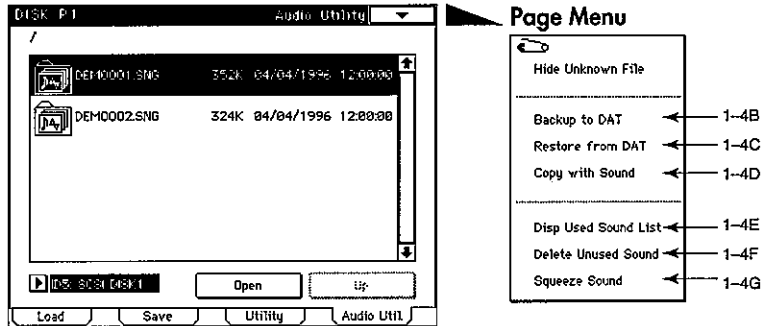 DISK P1 Audio Utility
/
DEMO0001.SNG 352K 04/04/1996 12:00:00
DEMO0002.SNG 324K 04/04/1996 12:00:00
ID5: SCSI DISK1
Open
Up
Load
Save
Utility
Audio Util
Page Menu
Hide Unknown File
Backup to DAT 1–4B
Restore from DAT 1–4C
Copy with Sound 1–4D
Disp Used Sound List 1–4E
Delete Unused Sound 1–4F
Squeeze Sound 1–4G